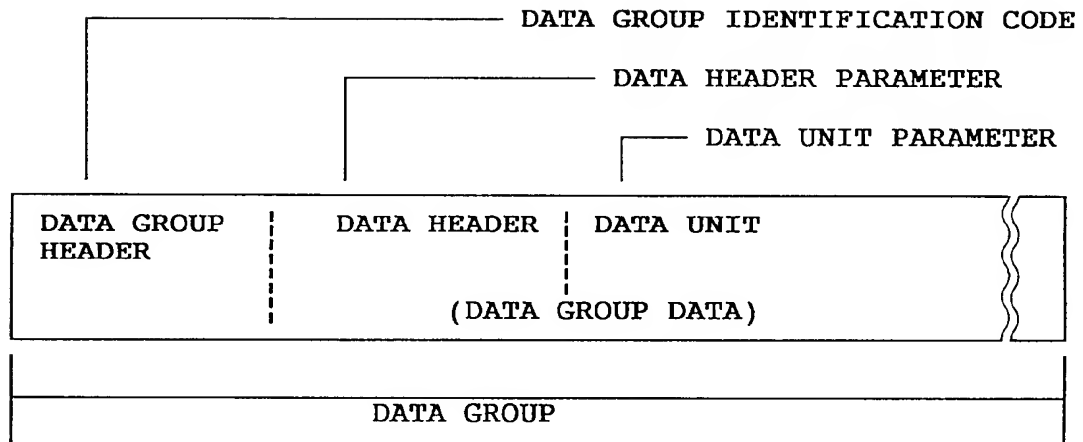 DATA GROUP IDENTIFICATION CODE
DATA HEADER PARAMETER
DATA UNIT PARAMETER
DATA GROUP HEADER
DATA HEADER
DATA UNIT
(DATA GROUP DATA)
DATA GROUP